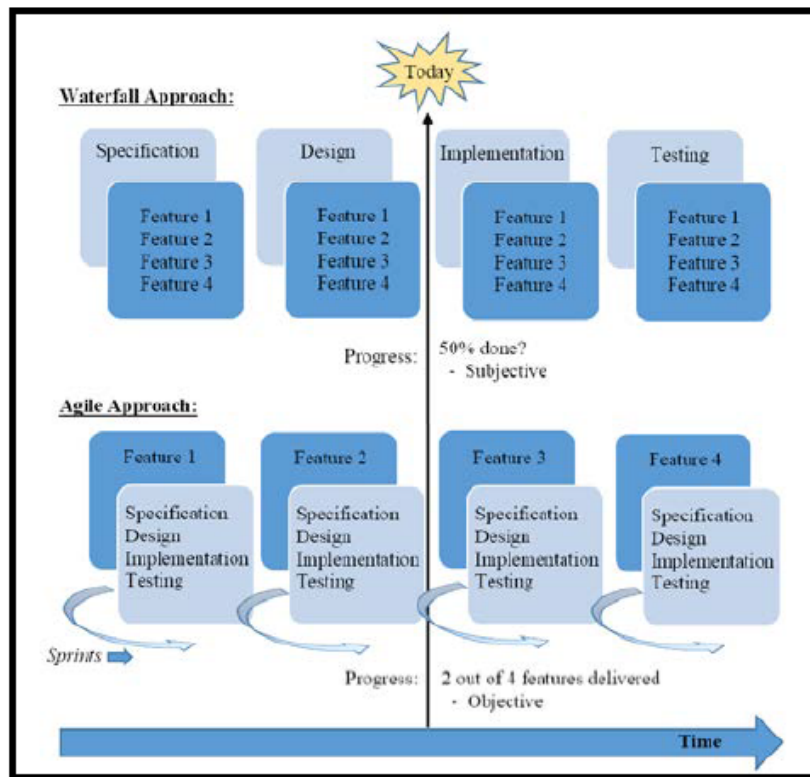 Today
Waterfall Approach:
Specification
Feature 1
Feature 2
Feature 3
Feature 4
Design
Feature 1
Feature 2
Feature 3
Feature 4
Implementation
Feature 1
Feature 2
Feature 3
Feature 4
Testing
Feature 1
Feature 2
Feature 3
Feature 4
Progress:
50% done?
- Subjective
Agile Approach:
Feature 1
Specification
Design
Implementation
Testing
Feature 2
Specification
Design
Implementation
Testing
Feature 3
Specification
Design
Implementation
Testing
Feature 4
Specification
Design
Implementation
Testing
Sprints
Progress:
2 out of 4 features delivered
- Objective
Time